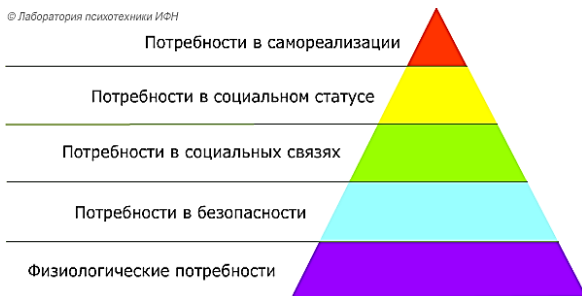 © Лаборатория психотехники ИФН
Потребности в самореализации
Потребности в социальном статусе
Потребности в социальных связях
Потребности в безопасности
Физиологические потребности